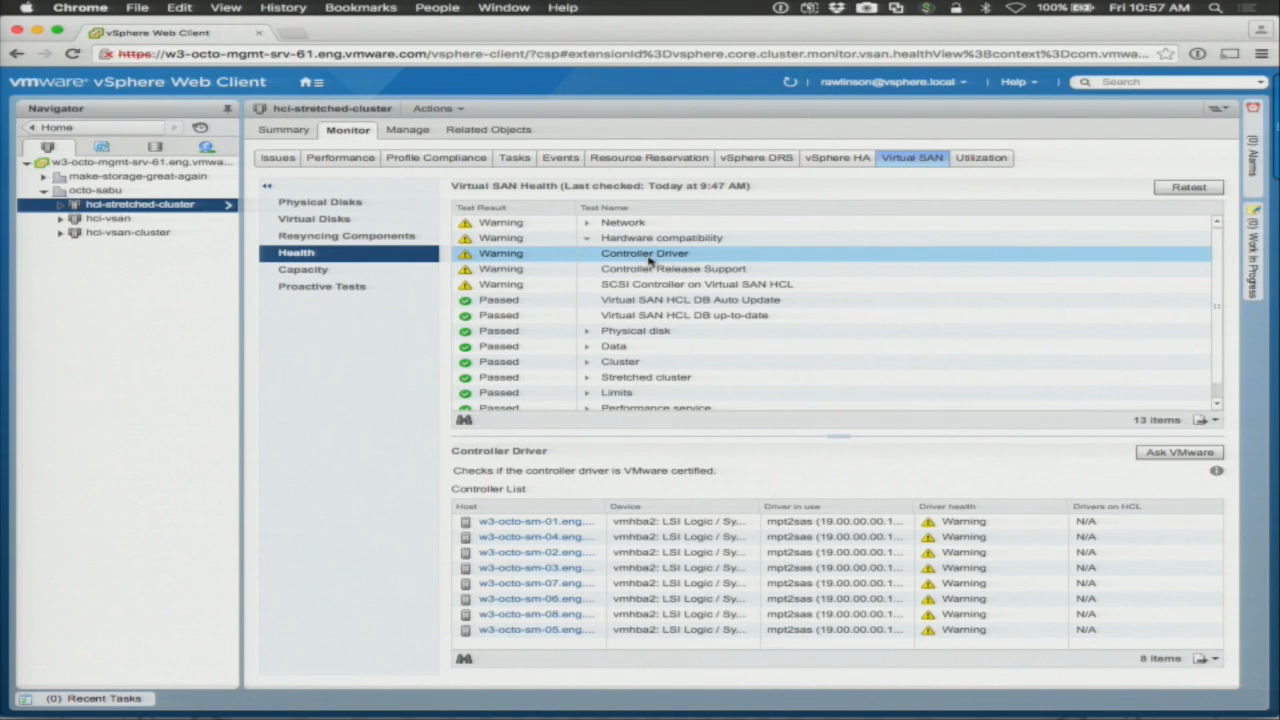 Chrome File Edit View History Bookmarks People Window Help 100% Fri 10:57 AM
vSphere Web Client
https://w3-octo-mgmt-srv-61.eng.vmware.com/vsphere-client/?csp#extensionId%3Dvsphere.core.cluster.monitor.vsan.healthView%3Bcontext%3Dcom.vmwa...
vmware® vSphere Web Client rawlinson@vsphere.local Help Search
Navigator
Home
w3-octo-mgmt-srv-61.eng.vmwa...
make-storage-great-again
octo-sabu
hci-stretched-cluster
hci-vsan
hci-vsan-cluster
hci-stretched-cluster Actions
Summary Monitor Manage Related Objects
Issues Performance Profile Compliance Tasks Events Resource Reservation vSphere DRS vSphere HA Virtual SAN Utilization
Physical Disks
Virtual Disks
Resyncing Components
Health
Capacity
Proactive Tests
Virtual SAN Health (Last checked: Today at 9:47 AM)
Retest
Test Result Test Name
Warning Network
Warning Hardware compatibility
Warning Controller Driver
Warning Controller Release Support
Warning SCSI Controller on Virtual SAN HCL
Passed Virtual SAN HCL DB Auto Update
Passed Virtual SAN HCL DB up-to-date
Passed Physical disk
Passed Data
Passed Cluster
Passed Stretched cluster
Passed Limits
Passed Performance service
13 items
Controller Driver
Ask VMware
Checks if the controller driver is VMware certified.
Controller List
Host Device Driver in use Driver health Drivers on HCL
w3-octo-sm-01.eng.... vmhba2: LSI Logic / Sy... mpt2sas (19.00.00.00.1... Warning N/A
w3-octo-sm-04.eng.... vmhba2: LSI Logic / Sy... mpt2sas (19.00.00.00.1... Warning N/A
w3-octo-sm-02.eng.... vmhba2: LSI Logic / Sy... mpt2sas (19.00.00.00.1... Warning N/A
w3-octo-sm-03.eng.... vmhba2: LSI Logic / Sy... mpt2sas (19.00.00.00.1... Warning N/A
w3-octo-sm-07.eng.... vmhba2: LSI Logic / Sy... mpt2sas (19.00.00.00.1... Warning N/A
w3-octo-sm-06.eng.... vmhba2: LSI Logic / Sy... mpt2sas (19.00.00.00.1... Warning N/A
w3-octo-sm-08.eng.... vmhba2: LSI Logic / Sy... mpt2sas (19.00.00.00.1... Warning N/A
w3-octo-sm-05.eng.... vmhba2: LSI Logic / Sy... mpt2sas (19.00.00.00.1... Warning N/A
8 items
(0) Alarms
(0) Work In Progress
(0) Recent Tasks